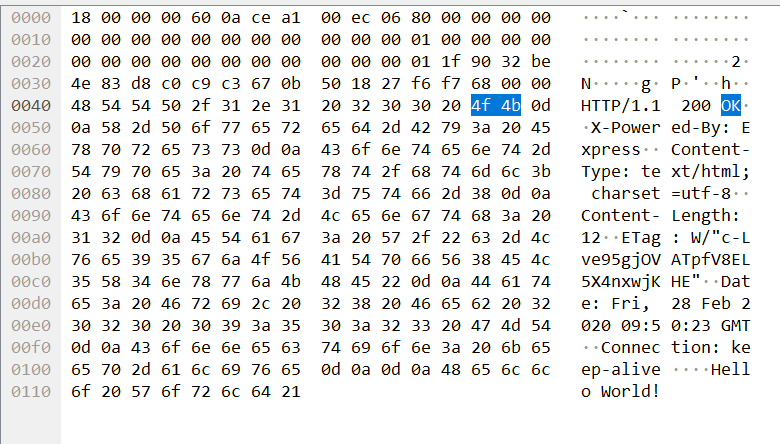 0000 18 00 00 00 60 0a ce a1 00 ec 06 80 00 00 00 00 ····`··· ········
0010 00 00 00 00 00 00 00 00 00 00 00 01 00 00 00 00 ········ ········
0020 00 00 00 00 00 00 00 00 00 00 00 01 1f 90 32 be ········ ······2·
0030 4e 83 d8 c0 c9 c3 67 0b 50 18 27 f6 f7 68 00 00 N·····g· P·'··h··
0040 48 54 54 50 2f 31 2e 31 20 32 30 30 20 4f 4b 0d HTTP/1.1 200 OK·
0050 0a 58 2d 50 6f 77 65 72 65 64 2d 42 79 3a 20 45 ·X-Power ed-By: E
0060 78 70 72 65 73 73 0d 0a 43 6f 6e 74 65 6e 74 2d xpress·· Content-
0070 54 79 70 65 3a 20 74 65 78 74 2f 68 74 6d 6c 3b Type: te xt/html;
0080 20 63 68 61 72 73 65 74 3d 75 74 66 2d 38 0d 0a charset =utf-8··
0090 43 6f 6e 74 65 6e 74 2d 4c 65 6e 67 74 68 3a 20 Content- Length:
00a0 31 32 0d 0a 45 54 61 67 3a 20 57 2f 22 63 2d 4c 12··ETag : W/"c-L
00b0 76 65 39 35 67 6a 4f 56 41 54 70 66 56 38 45 4c ve95gjOV ATpfV8EL
00c0 35 58 34 6e 78 77 6a 4b 48 45 22 0d 0a 44 61 74 5X4nxwjK HE"··Dat
00d0 65 3a 20 46 72 69 2c 20 32 38 20 46 65 62 20 32 e: Fri, 28 Feb 2
00e0 30 32 30 20 30 39 3a 35 30 3a 32 33 20 47 4d 54 020 09:5 0:23 GMT
00f0 0d 0a 43 6f 6e 6e 65 63 74 69 6f 6e 3a 20 6b 65 ··Connec tion: ke
0100 65 70 2d 61 6c 69 76 65 0d 0a 0d 0a 48 65 6c 6c ep-alive ····Hell
0110 6f 20 57 6f 72 6c 64 21 o World!